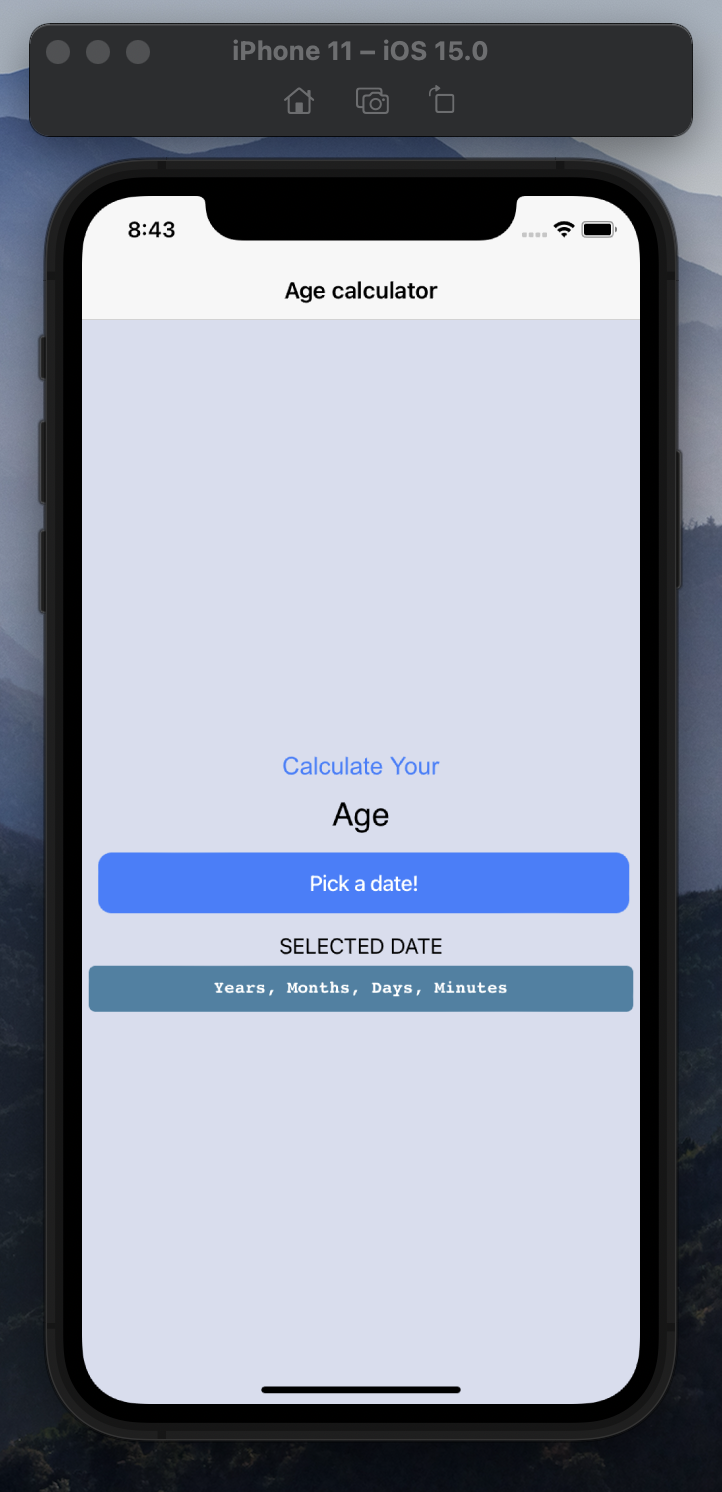 iPhone 11 – iOS 15.0
8:43
Age calculator
Calculate Your
Age
Pick a date!
SELECTED DATE
Years, Months, Days, Minutes